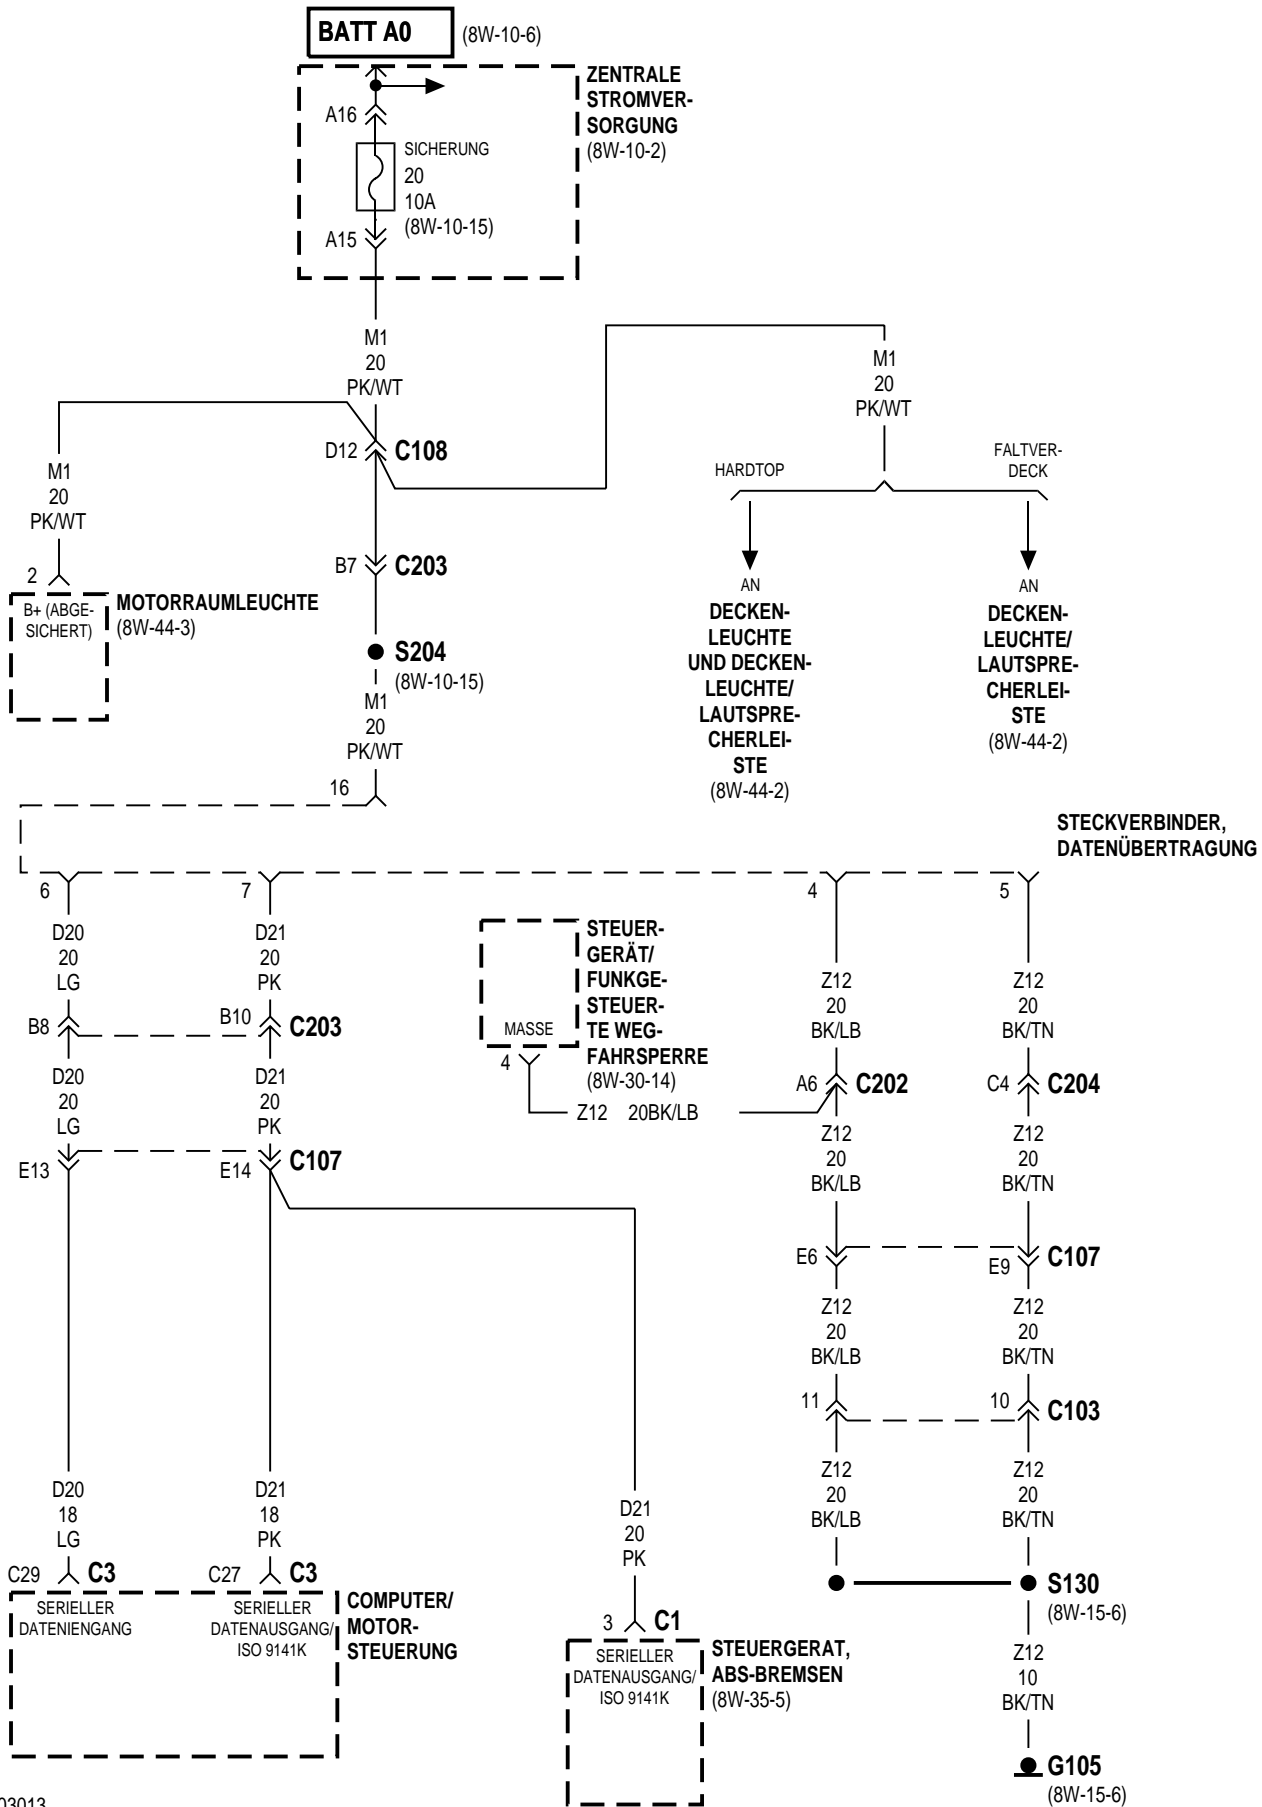 BATT A0
(8W-10-6)
ZENTRALE
STROMVER-
SORGUNG
(8W-10-2)
A16
SICHERUNG
20
10A
(8W-10-15)
A15
M1
20
PK/WT
M1
20
PK/WT
D12
C108
M1
20
PK/WT
HARDTOP
FALTVER-
DECK
B7
C203
2
B+ (ABGE-
SICHERT)
MOTORRAUMLEUCHTE
(8W-44-3)
AN
DECKEN-
LEUCHTE
UND DECKEN-
LEUCHTE/
LAUTSPRE-
CHERLEI-
STE
(8W-44-2)
AN
DECKEN-
LEUCHTE/
LAUTSPRE-
CHERLEI-
STE
(8W-44-2)
S204
(8W-10-15)
M1
20
PK/WT
16
STECKVERBINDER,
DATENÜBERTRAGUNG
6
7
4
5
D20
20
LG
D21
20
PK
STEUER-
GERÄT/
FUNKGE-
STEUER-
TE WEG-
FAHRSPERRE
(8W-30-14)
MASSE
4
Z12 20BK/LB
Z12
20
BK/LB
Z12
20
BK/TN
B8
B10
C203
D20
20
LG
D21
20
PK
A6
C202
C4
C204
Z12
20
BK/LB
Z12
20
BK/TN
E13
E14
C107
E6
E9
C107
Z12
20
BK/LB
Z12
20
BK/TN
11
10
C103
Z12
20
BK/LB
Z12
20
BK/TN
D20
18
LG
D21
18
PK
D21
20
PK
C29
C3
C27
C3
SERIELLER
DATENIENGANG
SERIELLER
DATENAUSGANG/
ISO 9141K
COMPUTER/
MOTOR-
STEUERUNG
3
C1
SERIELLER
DATENAUSGANG/
ISO 9141K
STEUERGERAT,
ABS-BREMSEN
(8W-35-5)
S130
(8W-15-6)
Z12
10
BK/TN
G105
(8W-15-6)